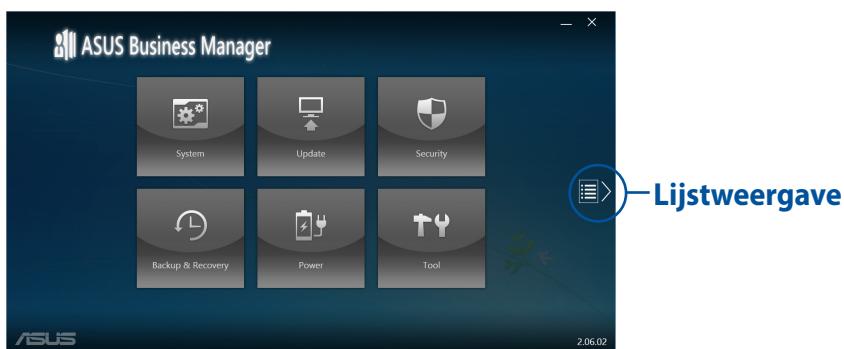 ASUS Business Manager
System Update Security
Lijstweergave
Backup & Recovery Power Tool
ASUS
2.06.02